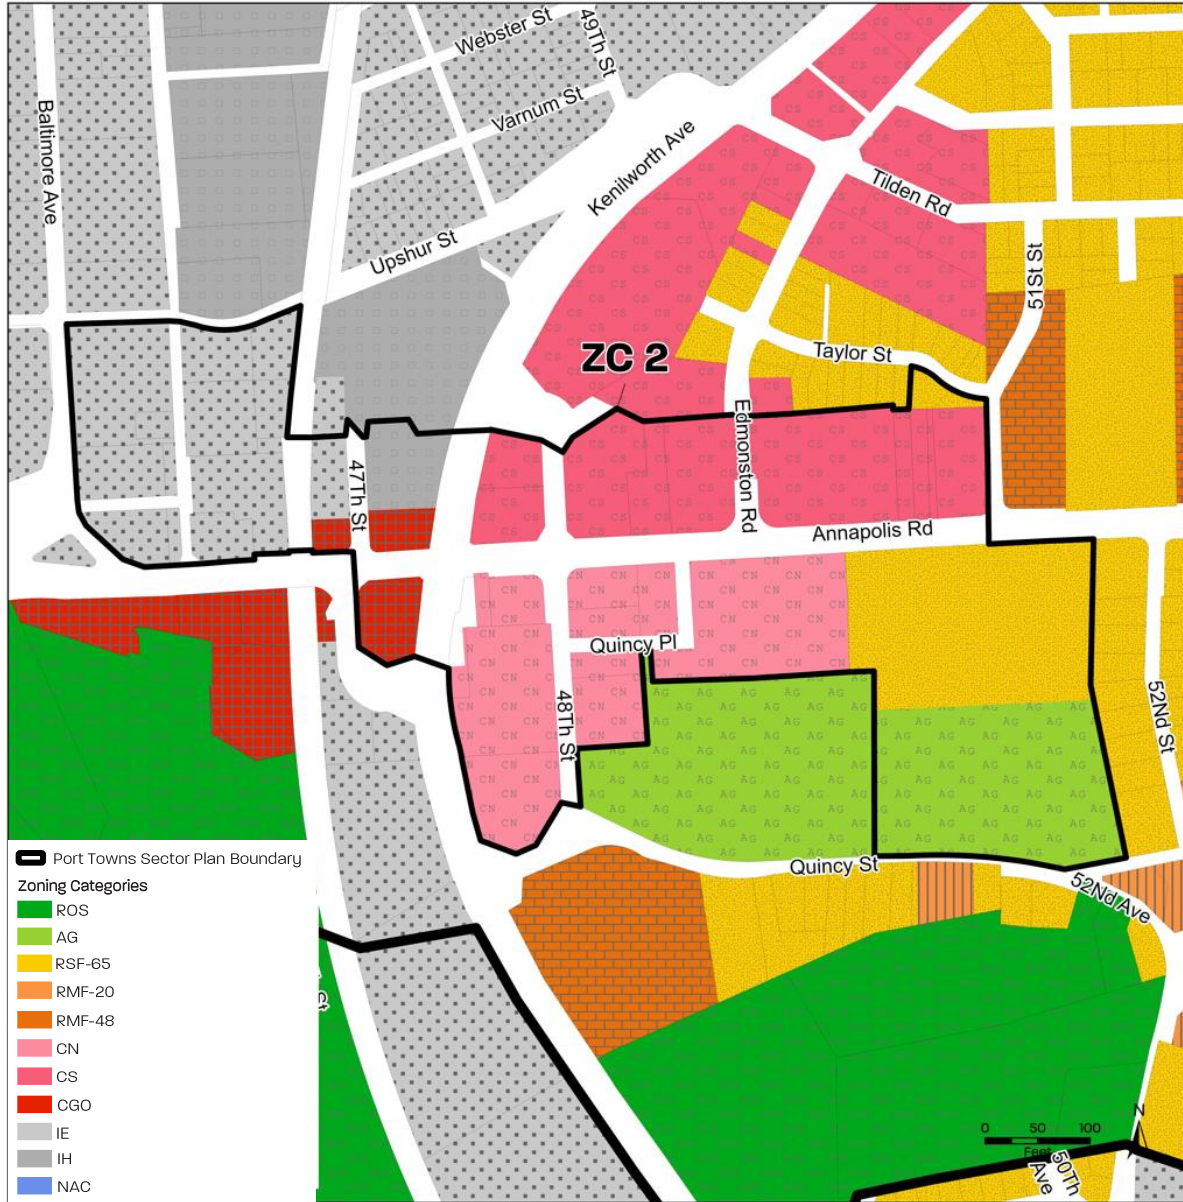 Webster St
49Th St
Varnum St
Baltimore Ave
Kenilworth Ave
Tilden Rd
Upshur St
51St St
ZC 2
Taylor St
Edmonston Rd
47Th St
Annapolis Rd
Quincy Pl
48Th St
52Nd St
Quincy St
52Nd Ave
St
Port Towns Sector Plan Boundary
Zoning Categories
ROS
AG
RSF-65
RMF-20
RMF-48
CN
CS
CGO
IE
IH
NAC
N
0 50 100
Feet
50Th Ave